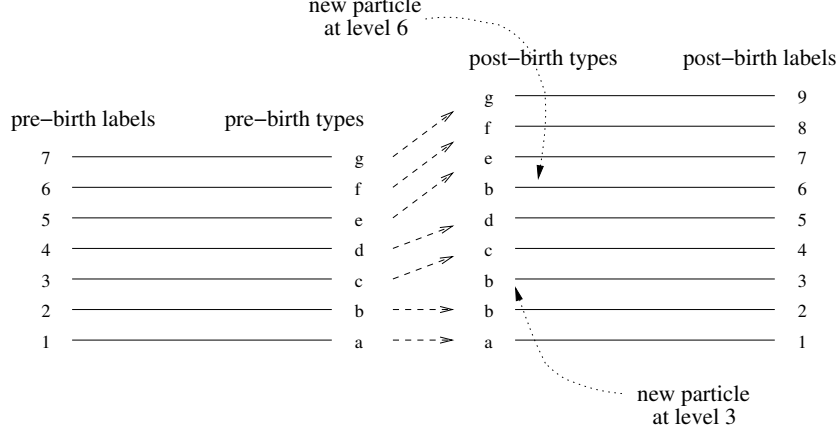 new particle
at level 6
post−birth types post−birth labels
g 9
pre−birth labels pre−birth types
f 8
7 g e 7
6 f b 6
5 e d 5
4 d c 4
3 c b 3
2 b b 2
1 a a 1
new particle
at level 3